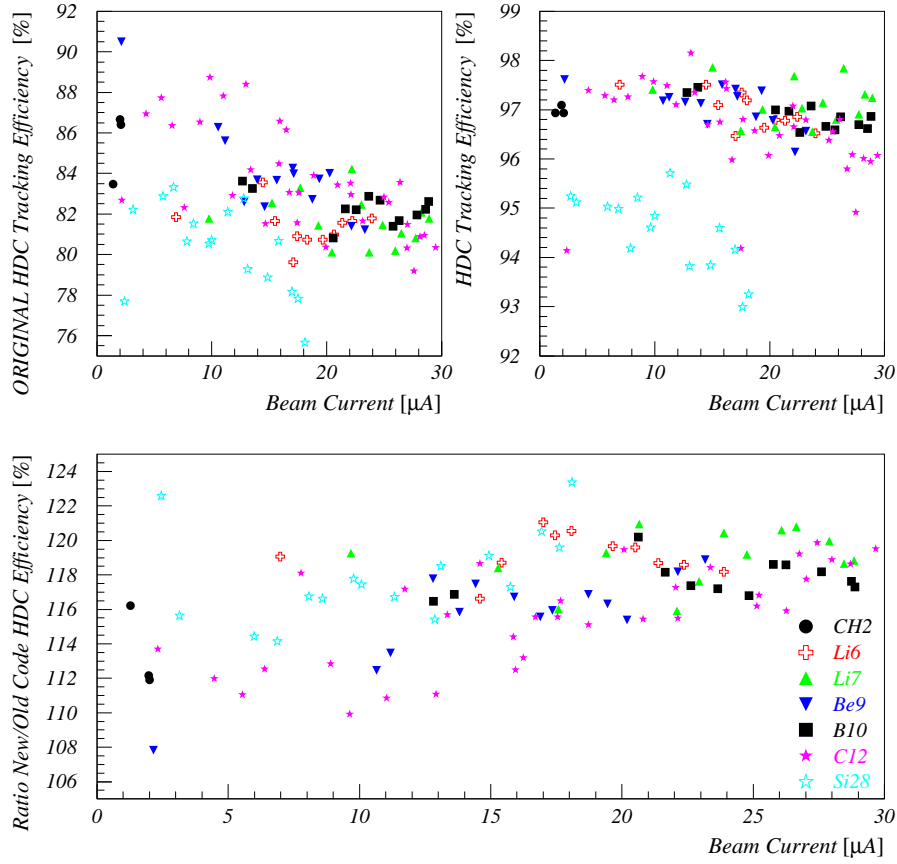 ORIGINAL HDC Tracking Efficiency [%]
92
90
88
86
84
82
80
78
76
0 10 20 30
Beam Current [μA]
HDC Tracking Efficiency [%]
99
98
97
96
95
94
93
92
0 10 20 30
Beam Current [μA]
Ratio New/Old Code HDC Efficiency [%]
124
122
120
118
116
114
112
110
108
106
0 5 10 15 20 25 30
Beam Current [μA]
CH2
Li6
Li7
Be9
B10
C12
Si28